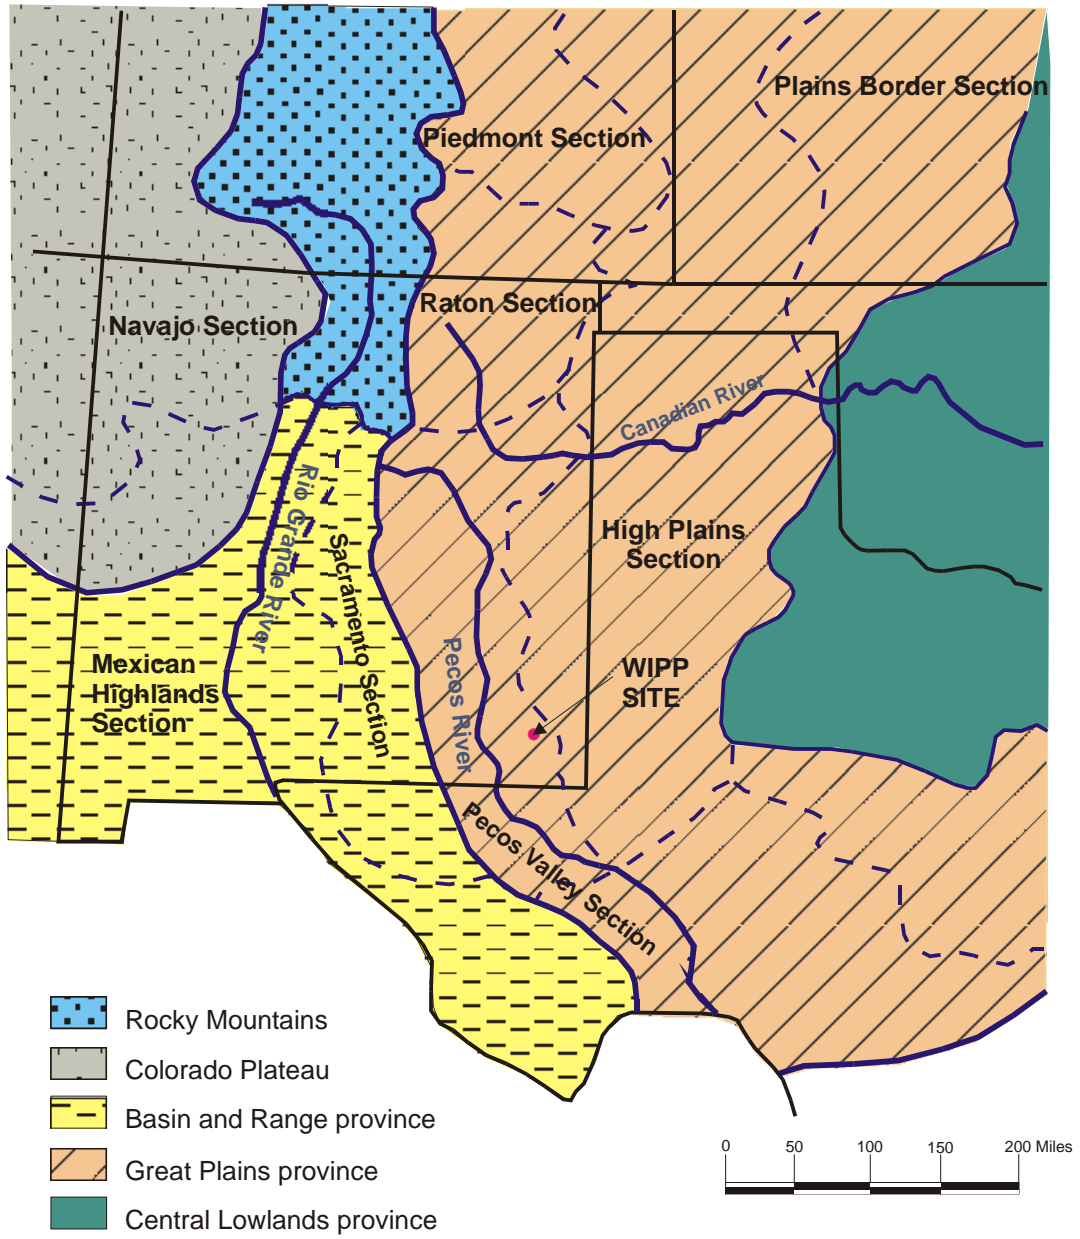 Plains Border Section
Piedmont Section
Raton Section
Navajo Section
Canadian River
Rio Grande River
High Plains
Section
Sacramento Section
Pecos River
WIPP
SITE
Mexican
Highlands
Section
Pecos Valley Section
Rocky Mountains
Colorado Plateau
Basin and Range province
Great Plains province
Central Lowlands province
0 50 100 150 200 Miles